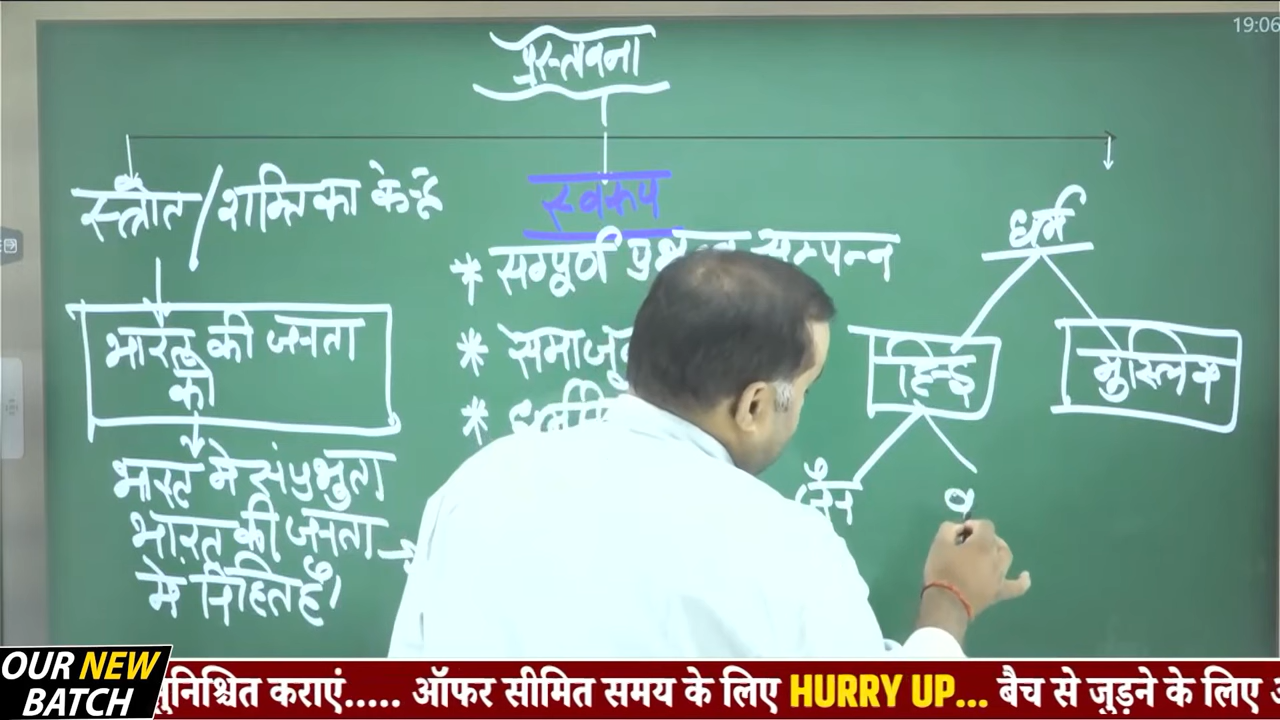 19:06
प्रस्तावना
स्त्रोत/शक्ति का केन्द्र
स्वरूप
धर्म
* सम्पूर्ण सम्पन्न
भारत की जनता
को
*
हिन्दु
मुस्लिम
*
जैन
भारत मे संप्रभुता
भारत की जनता
मे निहित है।
OUR NEW
BATCH
सुनिश्चित कराएं..... ऑफर सीमित समय के लिए HURRY UP... बैच से जुड़ने के लिए